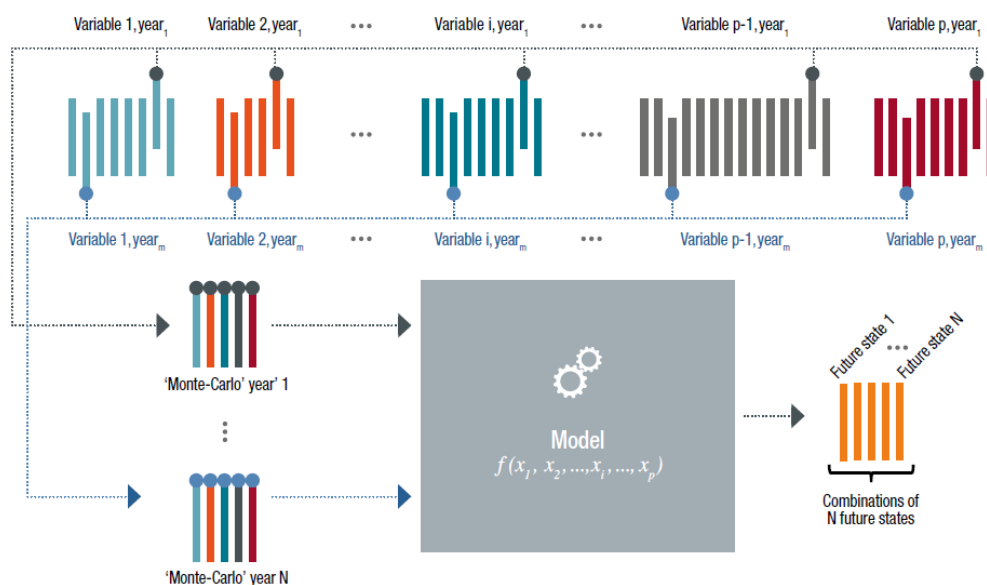 Variable 1, year₁ Variable 2, year₁ ... Variable i, year₁ ... Variable p-1, year₁ Variable p, year₁
... ...
Variable 1, yearₘ Variable 2, yearₘ ... Variable i, yearₘ ... Variable p-1, yearₘ Variable p, yearₘ
'Monte-Carlo' year' 1
...
'Monte-Carlo' year N
Model
f(x₁, x₂,...,xᵢ,..., xₚ)
Future state 1
...
Future state N
Combinations of
N future states